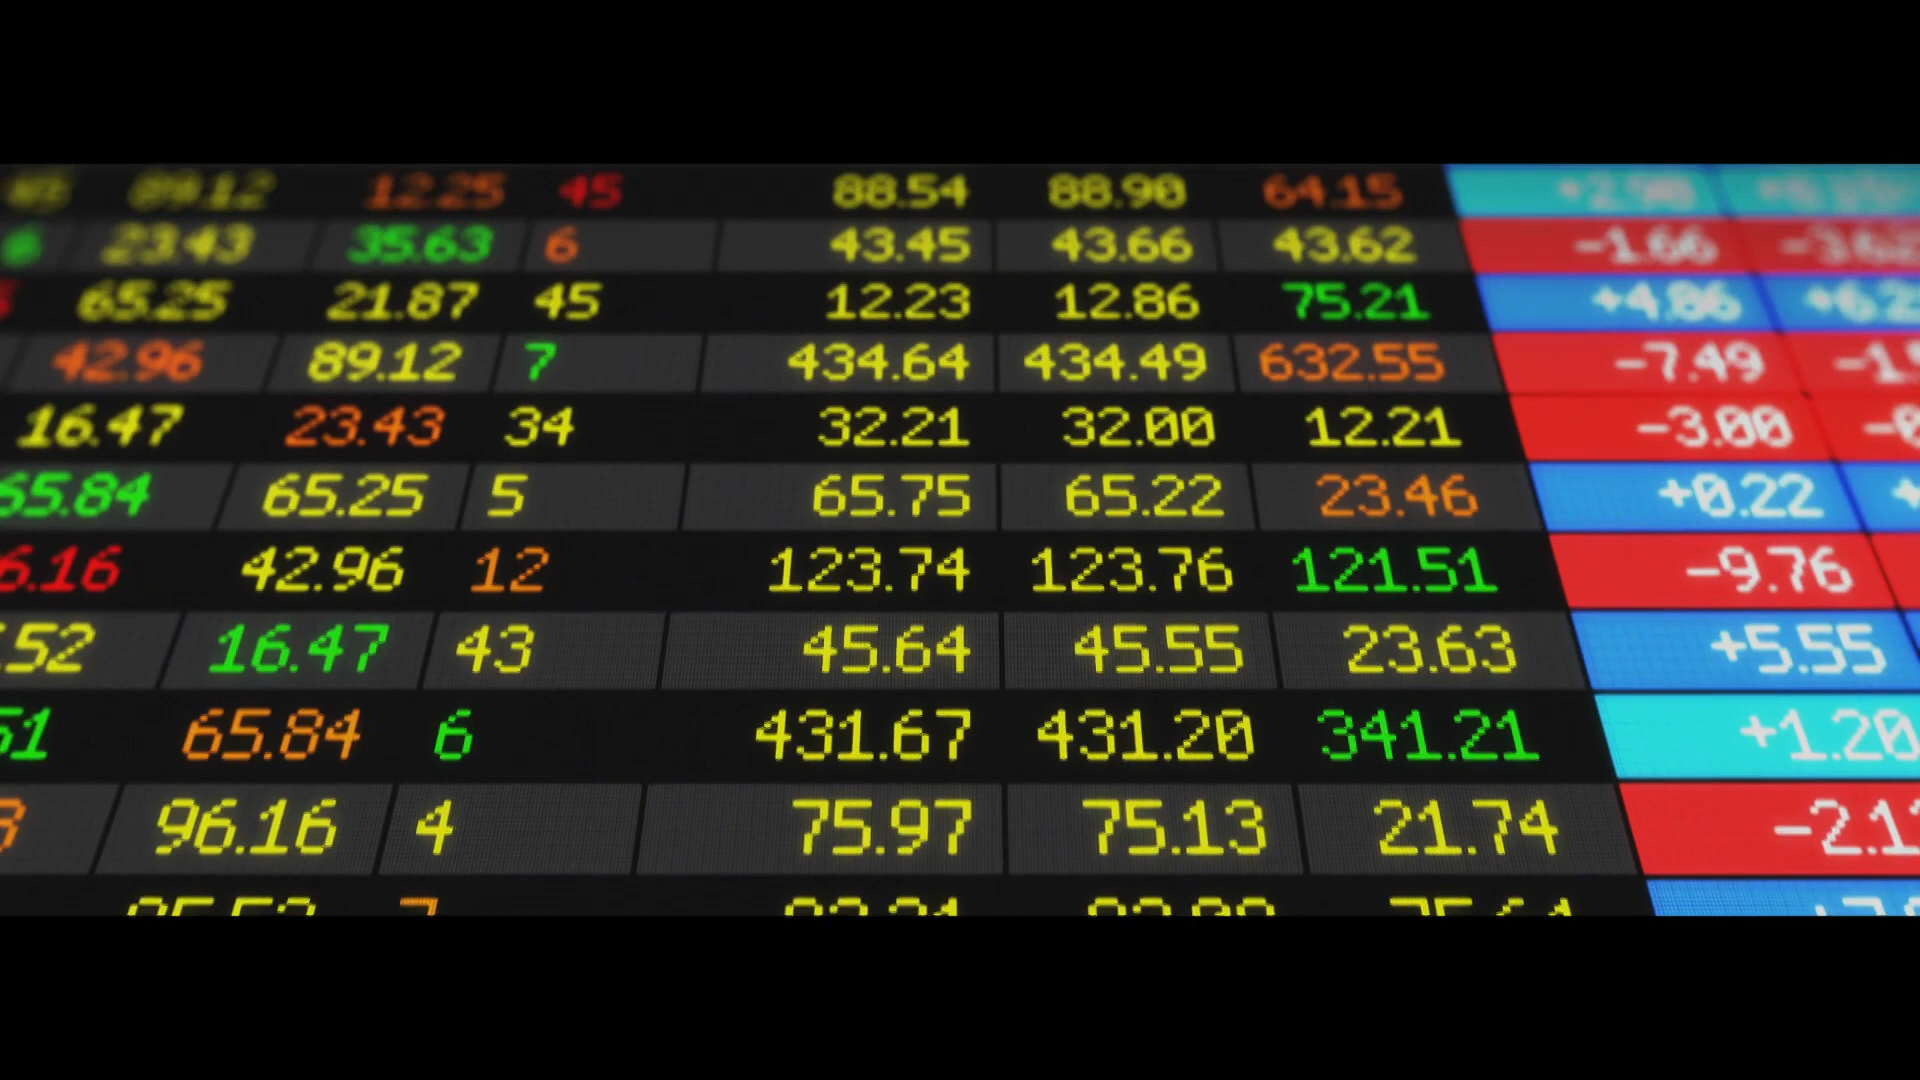 89.12 12.25 45 88.54 88.90 64.15 +2.98
6 23.43 35.63 6 43.45 43.66 43.62 -1.66
65.25 21.87 45 12.23 12.86 75.21 +4.86
42.96 89.12 7 434.64 434.49 632.55 -7.49
16.47 23.43 34 32.21 32.00 12.21 -3.00
65.84 65.25 5 65.75 65.22 23.46 +0.22
6.16 42.96 12 123.74 123.76 121.51 -9.76
.52 16.47 43 45.64 45.55 23.63 +5.55
51 65.84 6 431.67 431.20 341.21 +1.20
96.16 4 75.97 75.13 21.74 -2.1